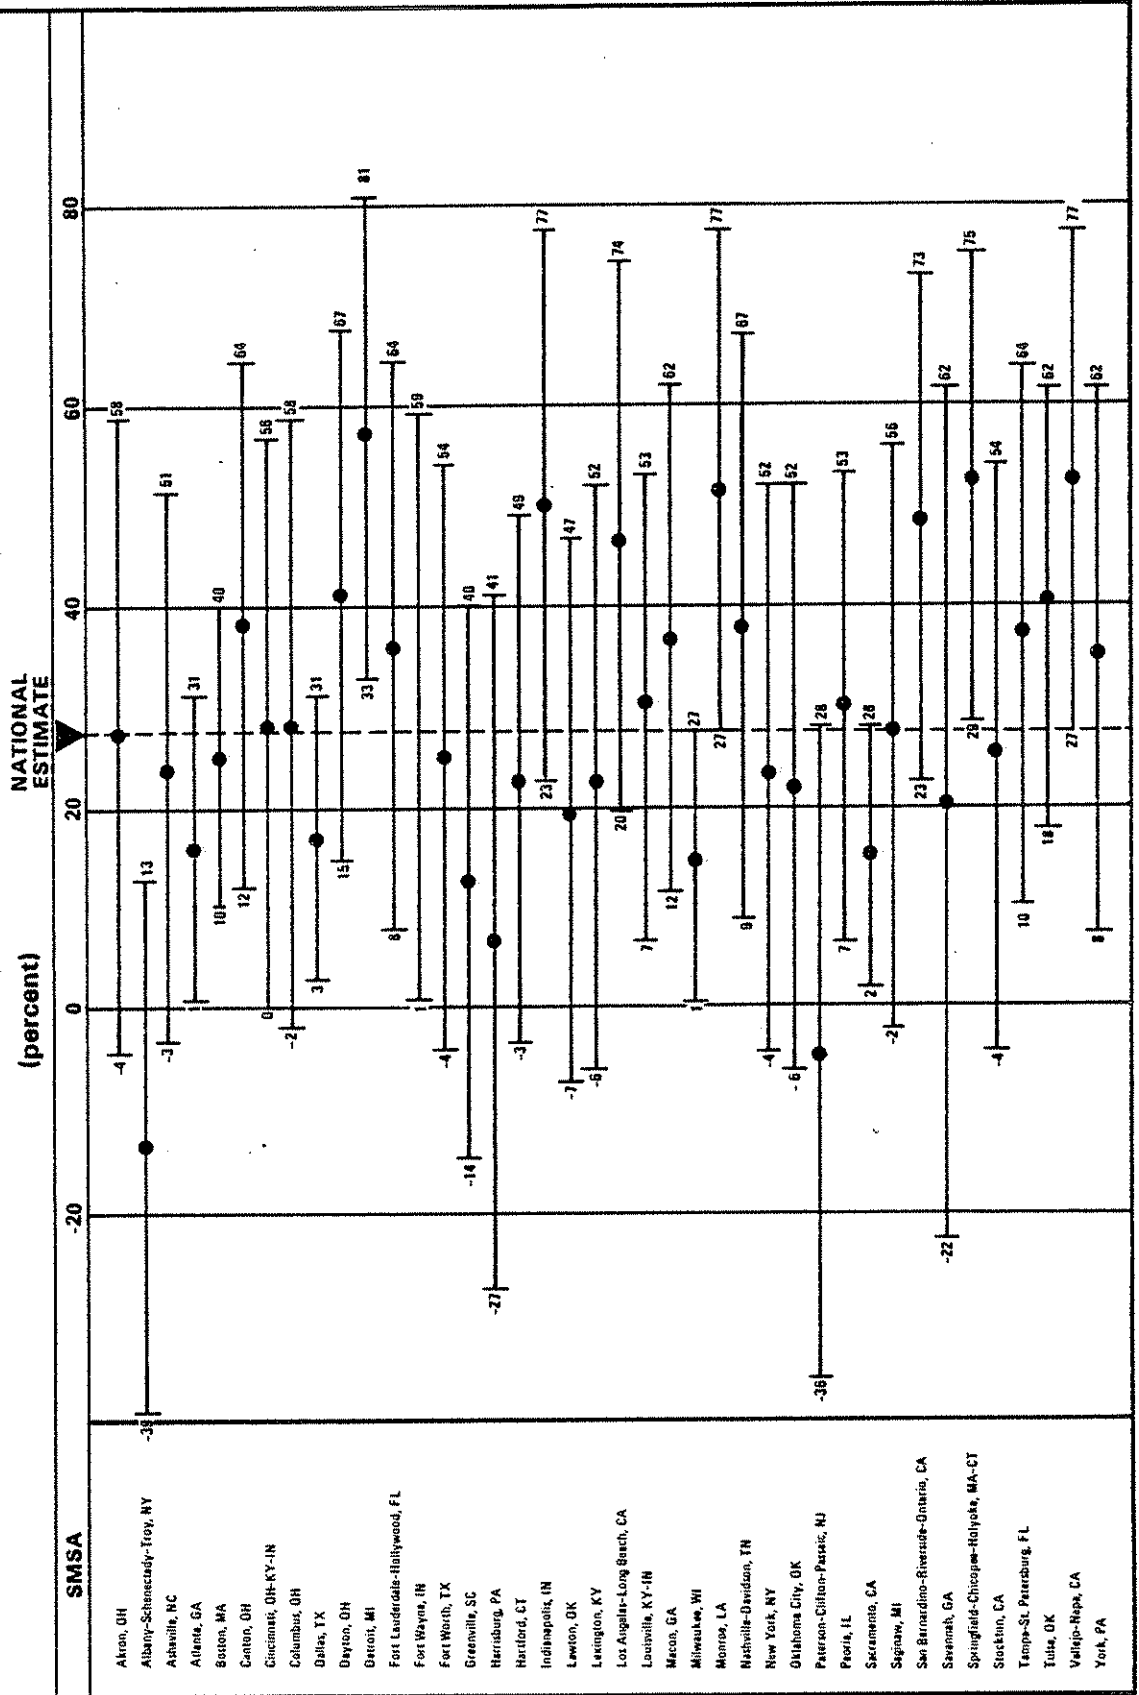 (percent)
NATIONAL
ESTIMATE
SMSA -20 0 20 40 60 80
Akron, OH -4 58
Albany-Schenectady-Troy, NY -39 13
Asheville, NC -3 51
Atlanta, GA 1 31
Boston, MA 10 40
Canton, OH 12 64
Cincinnati, OH-KY-IN 0 56
Columbus, OH -2 58
Dallas, TX 3 31
Dayton, OH 15 67
Detroit, MI 33 81
Fort Lauderdale-Hollywood, FL 8 64
Fort Wayne, IN 1 59
Fort Worth, TX -4 54
Greenville, SC -14 40
Harrisburg, PA -27 41
Hartford, CT -3 49
Indianapolis, IN 23 77
Lawton, OK -7 47
Lexington, KY -6 52
Los Angeles-Long Beach, CA 20 74
Louisville, KY-IN 7 53
Macon, GA 12 62
Milwaukee, WI 1 27
Monroe, LA 27 77
Nashville-Davidson, TN 9 67
New York, NY -4 52
Oklahoma City, OK -6 52
Paterson-Clifton-Passaic, NJ -36 28
Peoria, IL 7 53
Sacramento, CA 2 28
Saginaw, MI -2 56
San Bernardino-Riverside-Ontario, CA 23 73
Savannah, GA -22 62
Springfield-Chicopee-Holyoke, MA-CT 29 75
Stockton, CA -4 54
Tampa-St. Petersburg, FL 10 64
Tulsa, OK 18 62
Vallejo-Napa, CA 27 77
York, PA 8 62